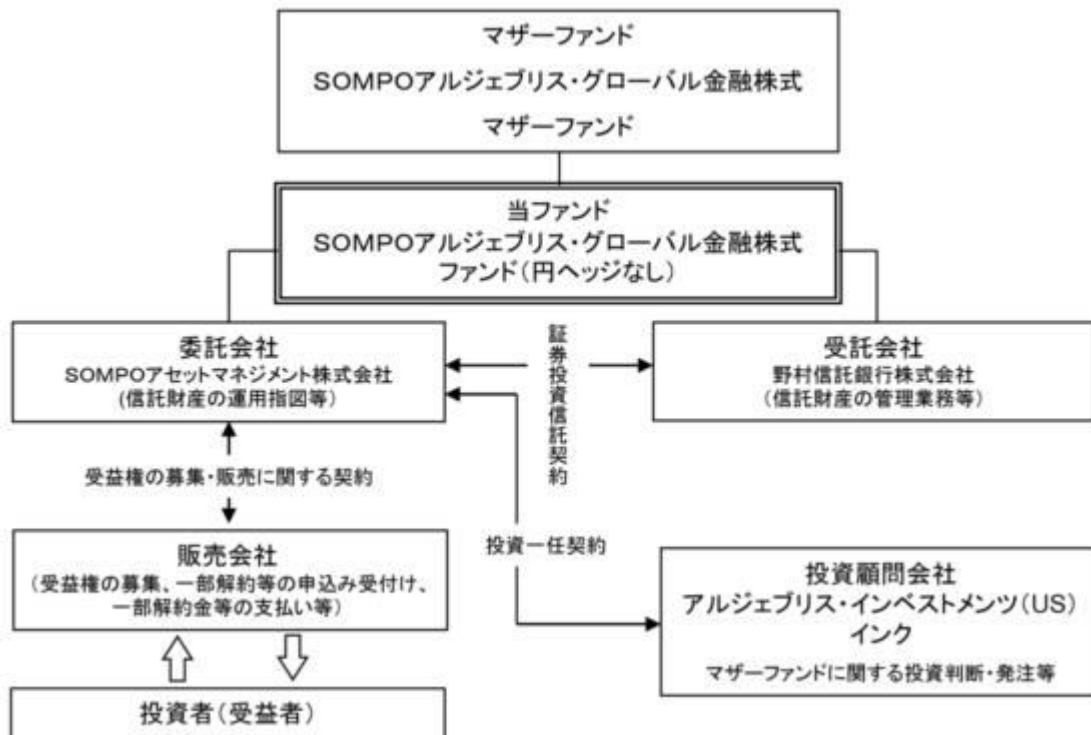 マザーファンド
SOMPOアルジェブリス・グローバル金融株式
マザーファンド
当ファンド
SOMPOアルジェブリス・グローバル金融株式
ファンド(円ヘッジなし)
委託会社
SOMPOアセットマネジメント株式会社
(信託財産の運用指図等)
証券投資信託契約
受託会社
野村信託銀行株式会社
(信託財産の管理業務等)
受益権の募集・販売に関する契約
投資一任契約
販売会社
(受益権の募集、一部解約等の申込み受付け、
一部解約金等の支払い等)
投資顧問会社
アルジェブリス・インベストメンツ(US)
インク
マザーファンドに関する投資判断・発注等
投資者(受益者)